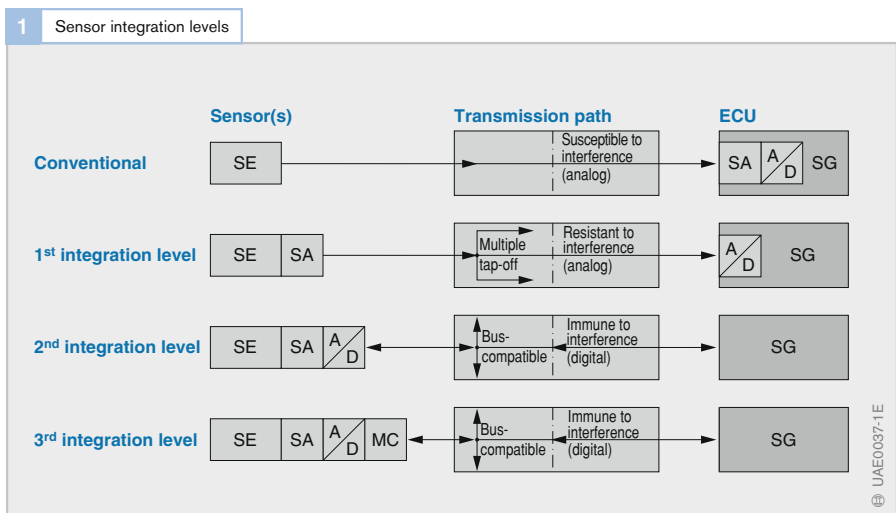 1 Sensor integration levels
Sensor(s) Transmission path ECU
Conventional SE Susceptible to
interference
(analog)
SA A/D SG
1st integration level SE SA Multiple
tap-off
Resistant to
interference
(analog)
A/D SG
2nd integration level SE SA A/D Bus-
compatible
Immune to
interference
(digital)
SG
3rd integration level SE SA A/D MC Bus-
compatible
Immune to
interference
(digital)
SG
UAE0037-1E